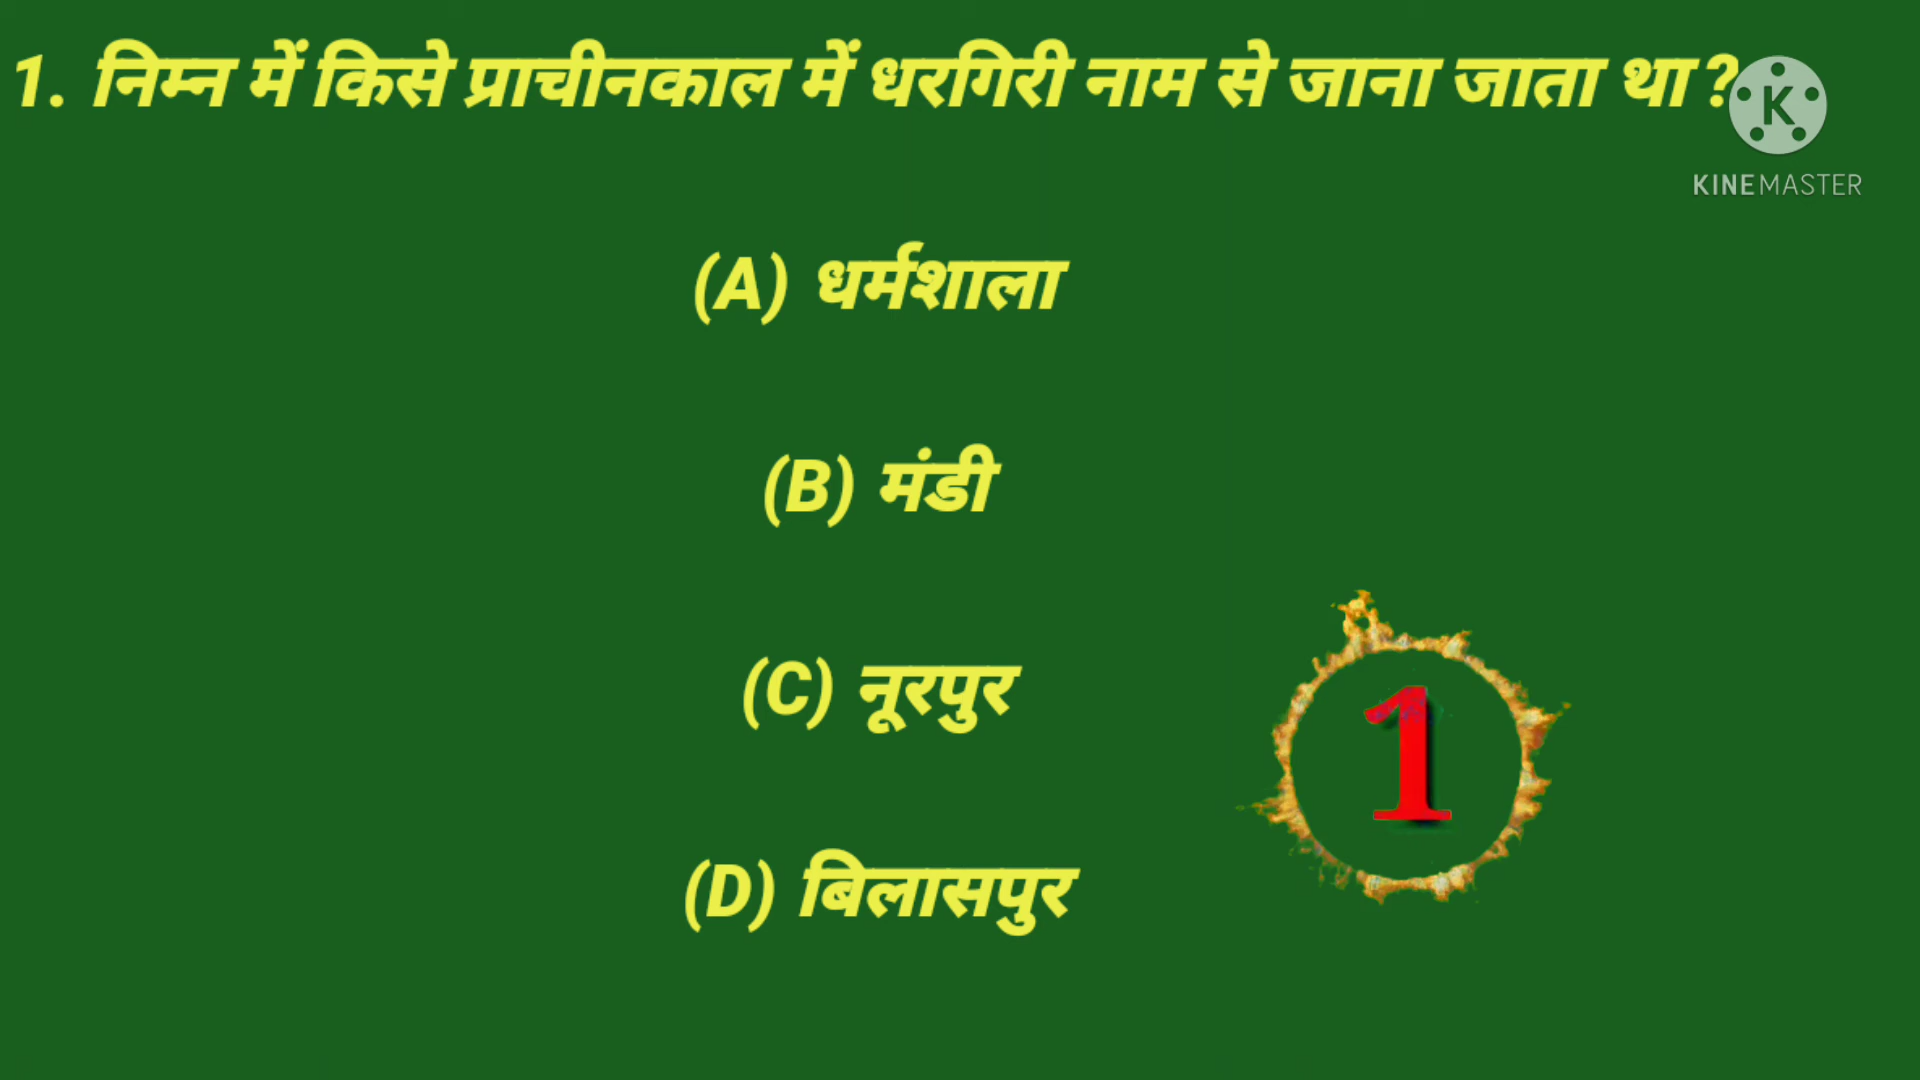 1. निम्न में किसे प्राचीनकाल में धरगिरी नाम से जाना जाता था?
K
KINEMASTER
(A) धर्मशाला
(B) मंडी
(C) नूरपुर
1
(D) बिलासपुर